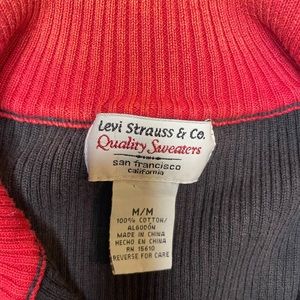 Levi Strauss & Co.
Quality Sweaters
san francisco
california
M/M
100% COTTON/
ALGODÓN
MADE IN CHINA
HECHO EN CHINA
RN 15610
REVERSE FOR CARE